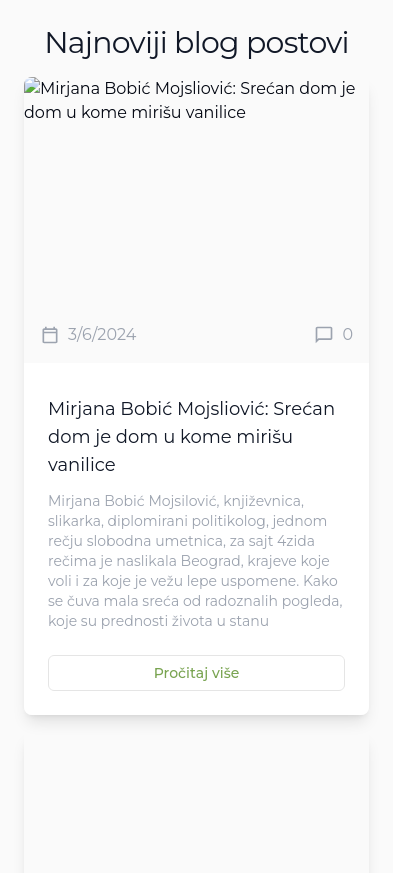 Najnoviji blog postovi
Mirjana Bobić Mojsliović: Srećan dom je
dom u kome mirišu vanilice
3/6/2024
0
Mirjana Bobić Mojsliović: Srećan
dom je dom u kome mirišu
vanilice
Mirjana Bobić Mojsilović, književnica,
slikarka, diplomirani politikolog, jednom
rečju slobodna umetnica, za sajt 4zida
rečima je naslikala Beograd, krajeve koje
voli i za koje je vežu lepe uspomene. Kako
se čuva mala sreća od radoznalih pogleda,
koje su prednosti života u stanu
Pročitaj više